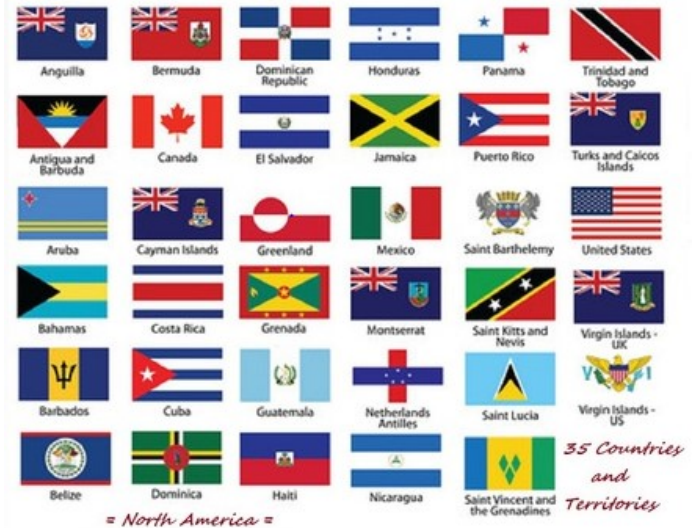 Anguilla
Bermuda
Dominican
Republic
Honduras
Panama
Trinidad and
Tobago
Antigua and
Barbuda
Canada
El Salvador
Jamaica
Puerto Rico
Turks and Caicos
Islands
Aruba
Cayman Islands
Greenland
Mexico
Saint Barthelemy
United States
Bahamas
Costa Rica
Grenada
Montserrat
Saint Kitts and
Nevis
Virgin Islands -
UK
Barbados
Cuba
Guatemala
Netherlands
Antilles
Saint Lucia
Virgin Islands -
US
Belize
Dominica
Haiti
Nicaragua
Saint Vincent and
the Grenadines
35 Countries
and
Territories
= North America =